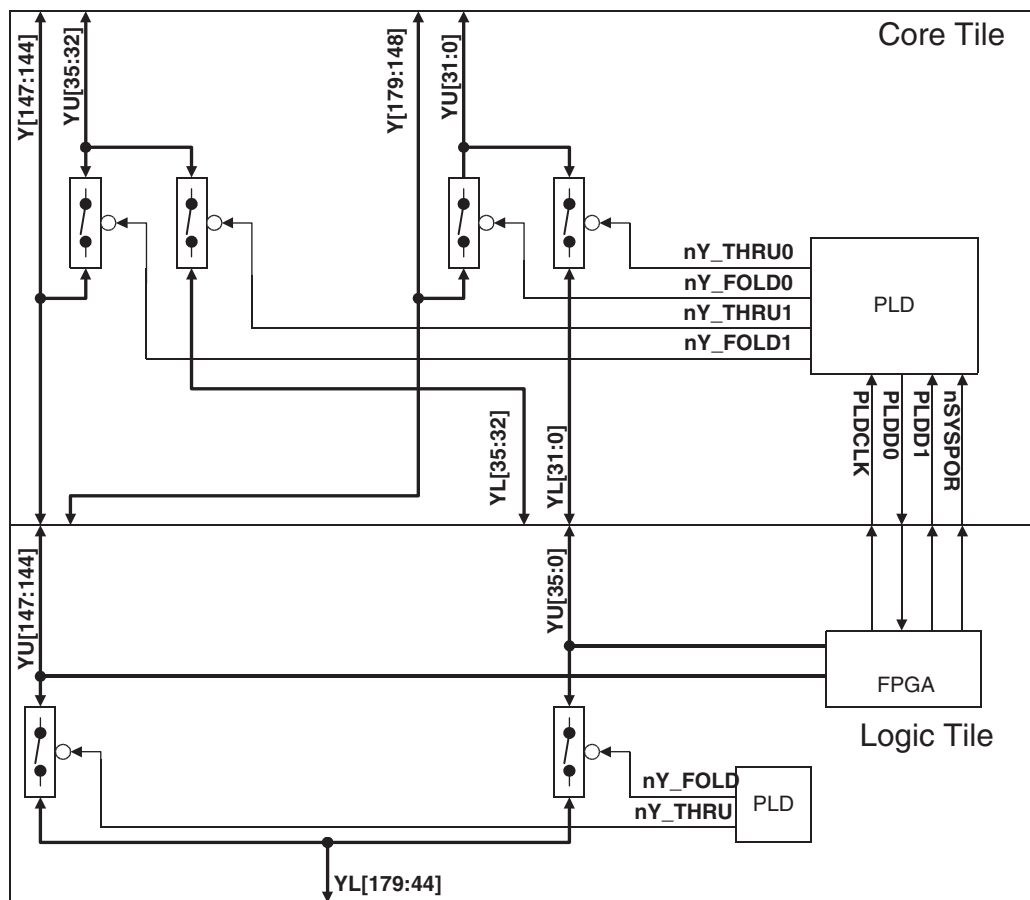 Core Tile
Y[147:144]
YU[35:32]
Y[179:148]
YU[31:0]
nY_THRU0
nY_FOLD0
nY_THRU1
nY_FOLD1
PLD
PLDCLK
PLDD0
PLDD1
nSYSPOR
YL[35:32]
YL[31:0]
YU[147:144]
YU[35:0]
FPGA
Logic Tile
nY_FOLD
nY_THRU
PLD
YL[179:44]